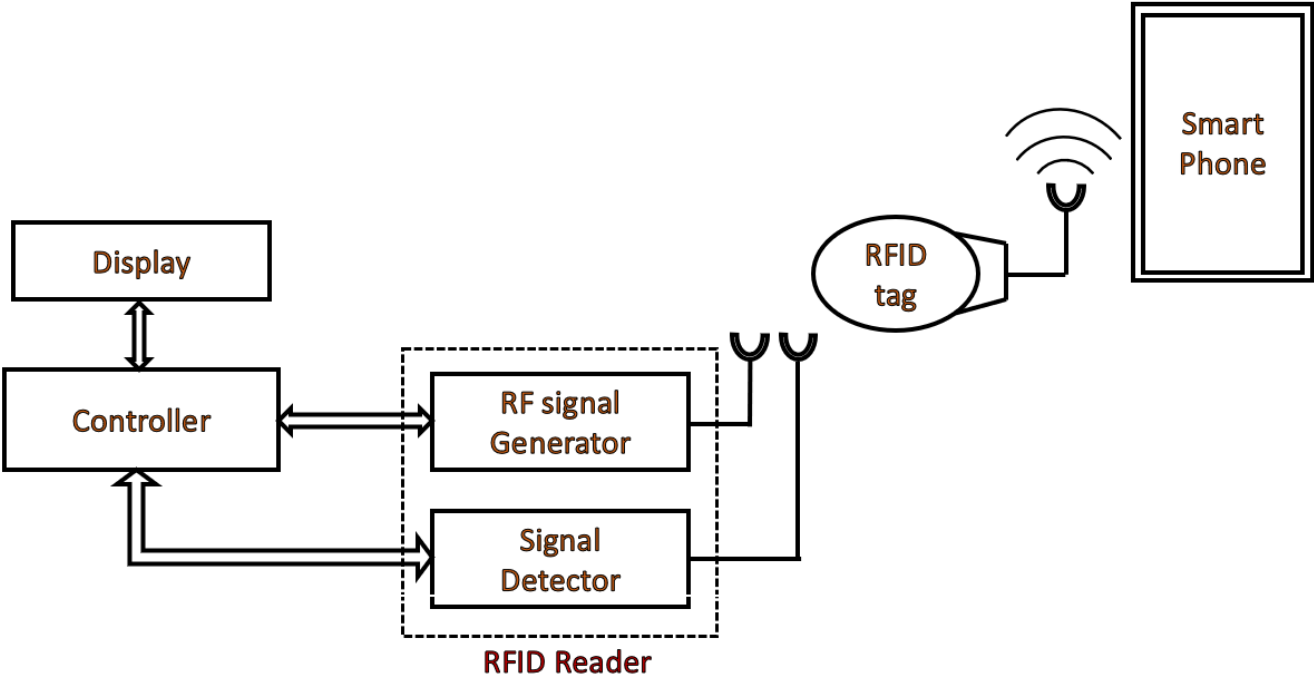 Smart
Phone
RFID
tag
Display
Controller
RF signal
Generator
Signal
Detector
RFID Reader